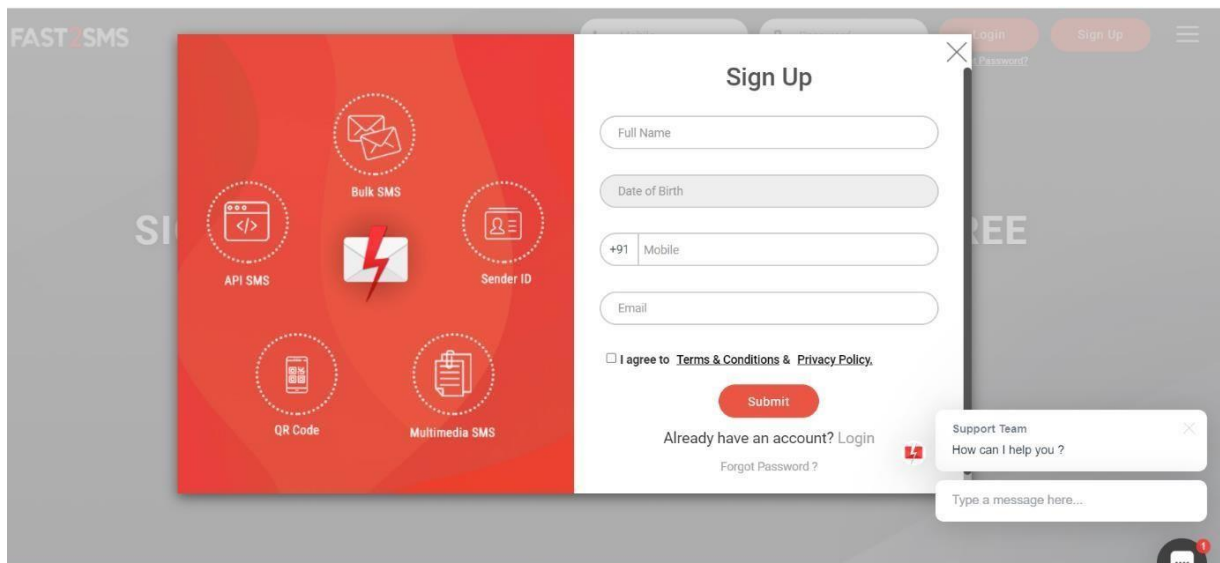 FAST2SMS
Login
Sign Up
Password?
SI
REE
Bulk SMS
API SMS
Sender ID
QR Code
Multimedia SMS
Sign Up
Full Name
Date of Birth
+91 Mobile
Email
I agree to Terms & Conditions & Privacy Policy.
Submit
Already have an account? Login
Forgot Password ?
Support Team
How can I help you ?
Type a message here...
1